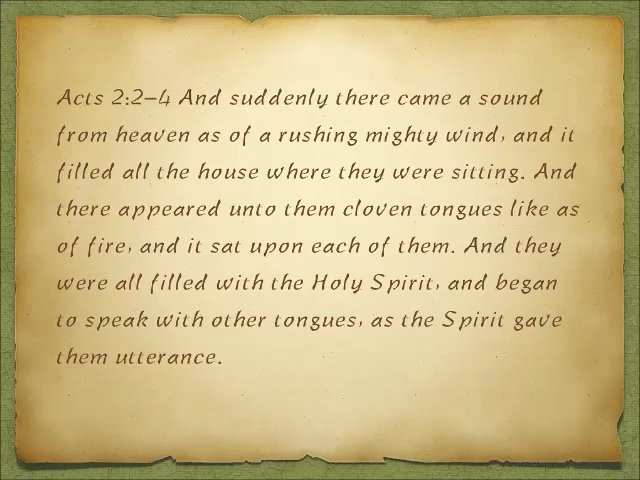 Acts 2:2–4 And suddenly there came a sound
from heaven as of a rushing mighty wind, and it
filled all the house where they were sitting. And
there appeared unto them cloven tongues like as
of fire, and it sat upon each of them. And they
were all filled with the Holy Spirit, and began
to speak with other tongues, as the Spirit gave
them utterance.